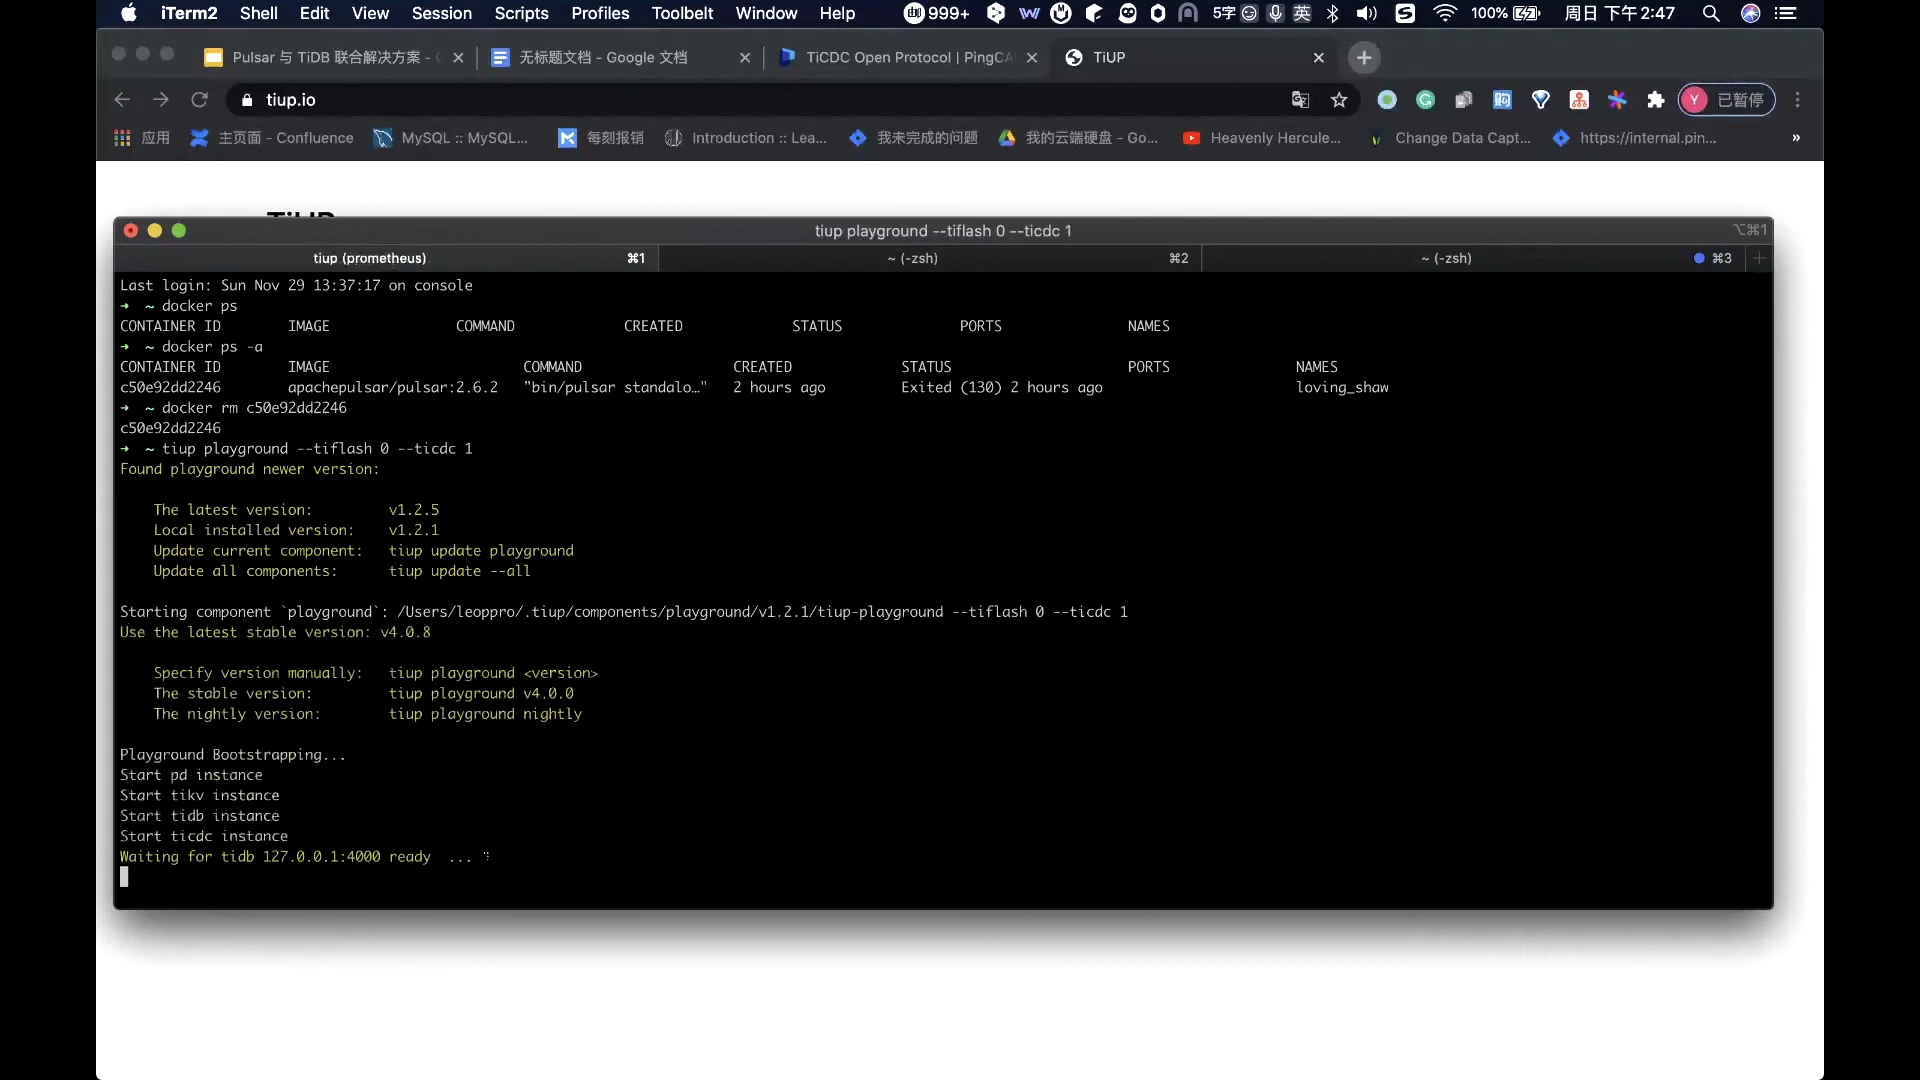 iTerm2 Shell Edit View Session Scripts Profiles Toolbelt Window Help 999+ 5字 英 100% 周日 下午2:47
Pulsar 与 TiDB 联合解决方案 - 无标题文档 - Google 文档 TiCDC Open Protocol | PingCA TiUP
tiup.io 已暂停
应用 主页面 - Confluence MySQL :: MySQL... 每刻报销 Introduction :: Lea... 我未完成的问题 我的云端硬盘 - Go... Heavenly Hercule... Change Data Capt... https://internal.pin... »
TiUP
tiup playground --tiflash 0 --ticdc 1 ⌥⌘1
tiup (prometheus) ⌘1 ~ (-zsh) ⌘2 ~ (-zsh) ⌘3
Last login: Sun Nov 29 13:37:17 on console
➜ ~ docker ps
CONTAINER ID IMAGE COMMAND CREATED STATUS PORTS NAMES
➜ ~ docker ps -a
CONTAINER ID IMAGE COMMAND CREATED STATUS PORTS NAMES
c50e92dd2246 apachepulsar/pulsar:2.6.2 "bin/pulsar standalo…" 2 hours ago Exited (130) 2 hours ago loving_shaw
➜ ~ docker rm c50e92dd2246
c50e92dd2246
➜ ~ tiup playground --tiflash 0 --ticdc 1
Found playground newer version:
The latest version: v1.2.5
Local installed version: v1.2.1
Update current component: tiup update playground
Update all components: tiup update --all
Starting component `playground`: /Users/leoppro/.tiup/components/playground/v1.2.1/tiup-playground --tiflash 0 --ticdc 1
Use the latest stable version: v4.0.8
Specify version manually: tiup playground <version>
The stable version: tiup playground v4.0.0
The nightly version: tiup playground nightly
Playground Bootstrapping...
Start pd instance
Start tikv instance
Start tidb instance
Start ticdc instance
Waiting for tidb 127.0.0.1:4000 ready ...